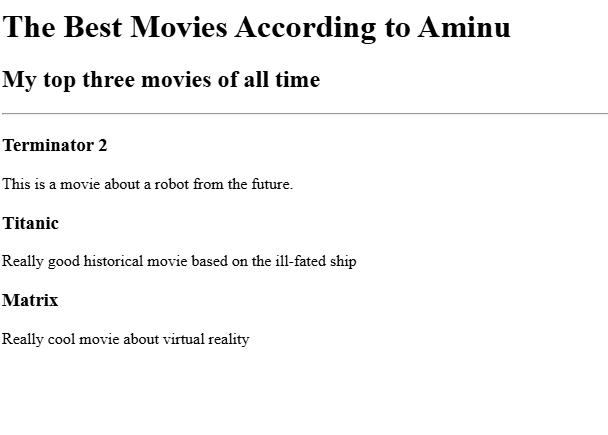 The Best Movies According to Aminu
My top three movies of all time
Terminator 2
This is a movie about a robot from the future.
Titanic
Really good historical movie based on the ill-fated ship
Matrix
Really cool movie about virtual reality